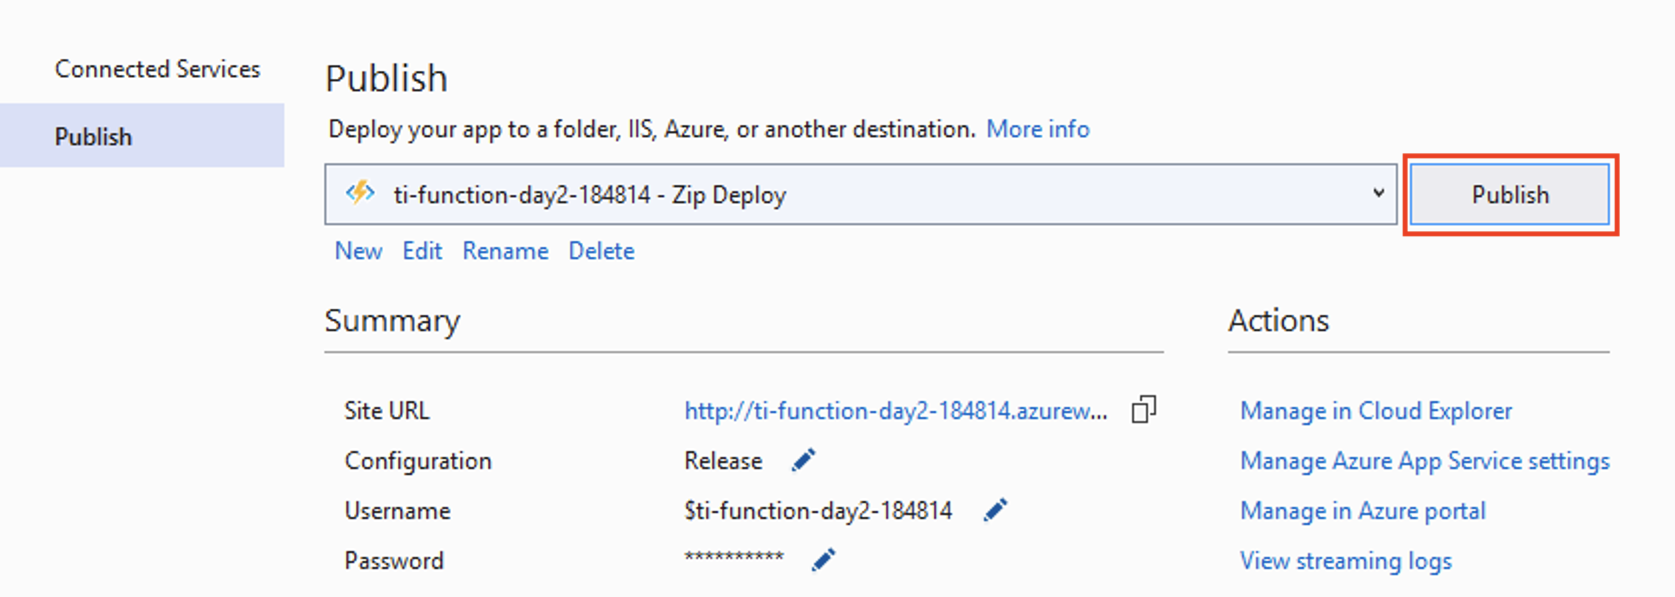 Connected Services
Publish
Publish
Deploy your app to a folder, IIS, Azure, or another destination. More info
ti-function-day2-184814 - Zip Deploy
Publish
New Edit Rename Delete
Summary
Site URL http://ti-function-day2-184814.azurew...
Configuration Release
Username $ti-function-day2-184814
Password **********
Actions
Manage in Cloud Explorer
Manage Azure App Service settings
Manage in Azure portal
View streaming logs